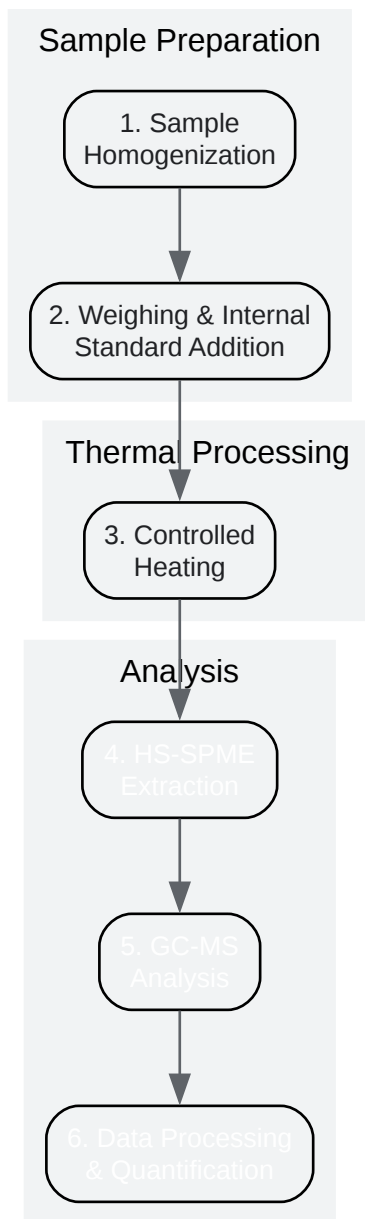 Sample Preparation
1. Sample
Homogenization
2. Weighing & Internal
Standard Addition
Thermal Processing
3. Controlled
Heating
Analysis
4. HS-SPME
Extraction
5. GC-MS
Analysis
6. Data Processing
& Quantification